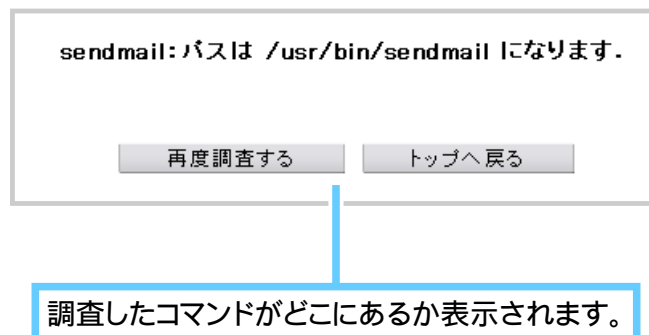 sendmail:パスは /usr/bin/sendmail になります.
再度調査する
トップへ戻る
調査したコマンドがどこにあるか表示されます。